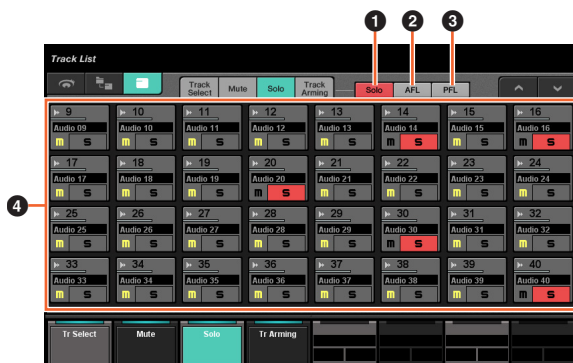 1 2 3
Track List
Track Select Mute Solo Track Arming Solo AFL PFL
9 10 11 12 13 14 15 16
Audio 09 Audio 10 Audio 11 Audio 12 Audio 13 Audio 14 Audio 15 Audio 16
m S m S m S m S m S m S m S m S
17 18 19 20 21 22 23 24
Audio 17 Audio 18 Audio 19 Audio 20 Audio 21 Audio 22 Audio 23 Audio 24
m S m S m S m S m S m S m S m S
4
25 26 27 28 29 30 31 32
Audio 25 Audio 26 Audio 27 Audio 28 Audio 29 Audio 30 Audio 31 Audio 32
m S m S m S m S m S m S m S m S
33 34 35 36 37 38 39 40
Audio 33 Audio 34 Audio 35 Audio 36 Audio 37 Audio 38 Audio 39 Audio 40
m S m S m S m S m S m S m S m S
Tr Select Mute Solo Tr Arming